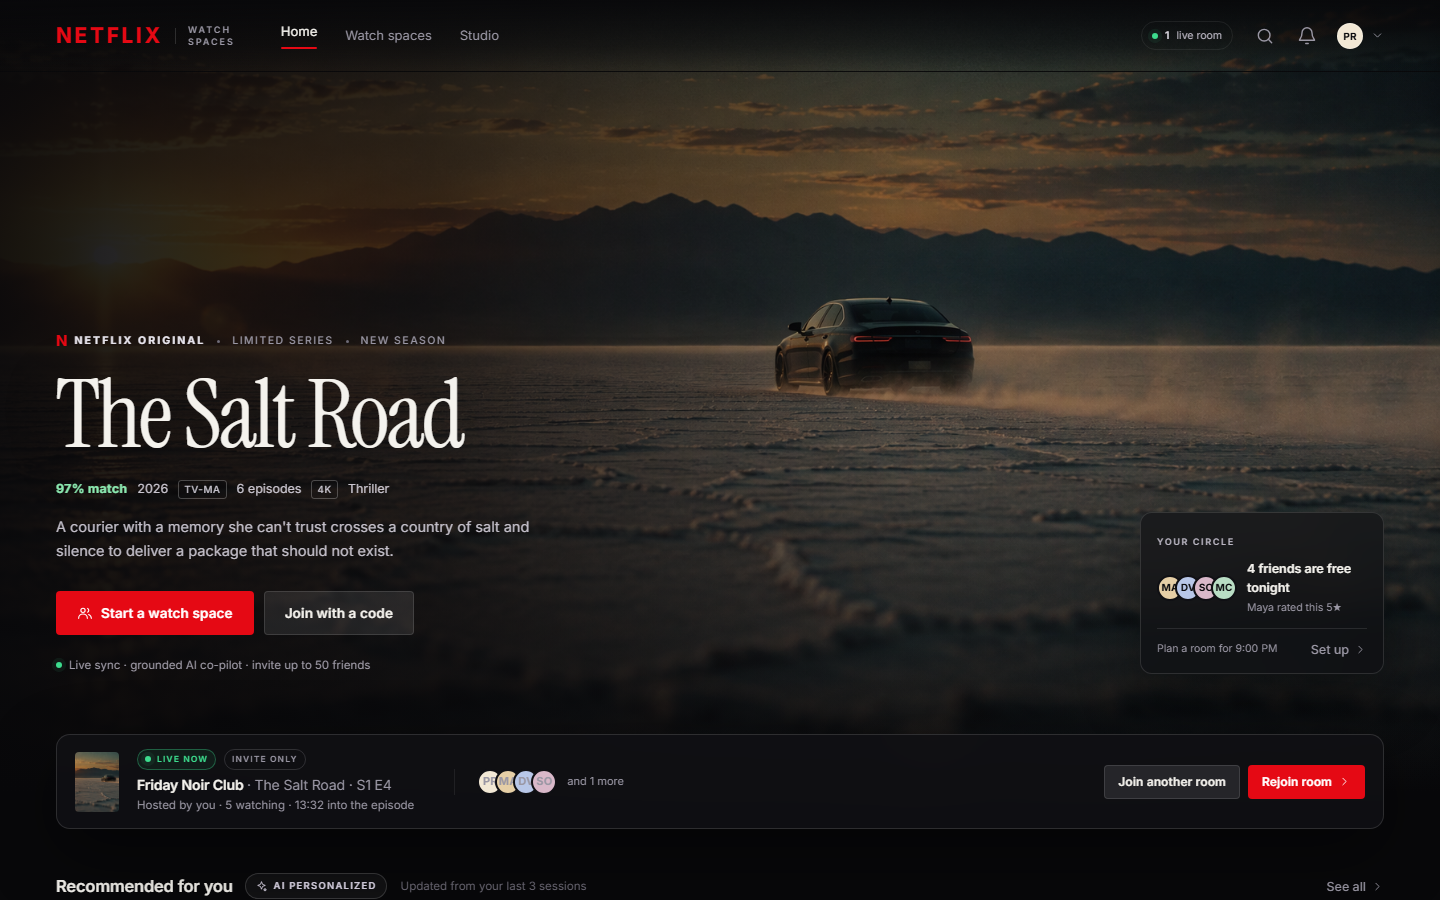 NETFLIX
WATCH
SPACES
Home
Watch spaces
Studio
1 live room
PR
N NETFLIX ORIGINAL • LIMITED SERIES • NEW SEASON
The Salt Road
97% match 2026 TV-MA 6 episodes 4K Thriller
A courier with a memory she can't trust crosses a country of salt and
silence to deliver a package that should not exist.
Start a watch space
Join with a code
Live sync · grounded AI co-pilot · invite up to 50 friends
YOUR CIRCLE
MA DV SO MC
4 friends are free
tonight
Maya rated this 5★
Plan a room for 9:00 PM
Set up
LIVE NOW
INVITE ONLY
Friday Noir Club · The Salt Road · S1 E4
Hosted by you · 5 watching · 13:32 into the episode
PR MA DV SO
and 1 more
Join another room
Rejoin room
Recommended for you
AI PERSONALIZED
Updated from your last 3 sessions
See all